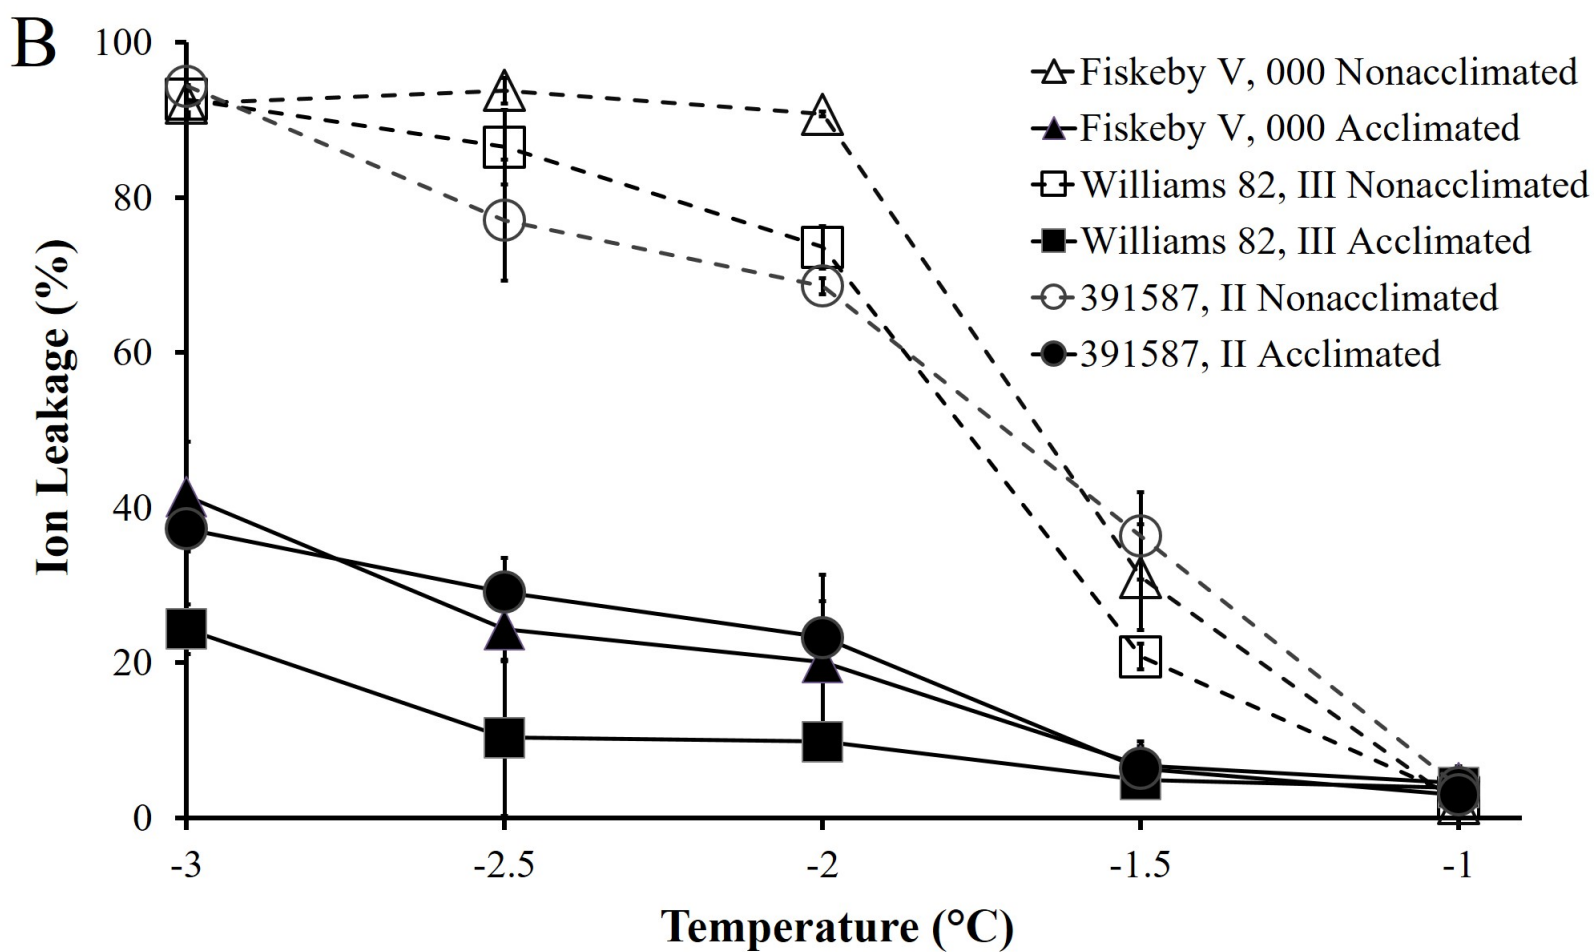 B
100
80
60
40
20
0
Ion Leakage (%)
Fiskeby V, 000 Nonacclimated
Fiskeby V, 000 Acclimated
Williams 82, III Nonacclimated
Williams 82, III Acclimated
391587, II Nonacclimated
391587, II Acclimated
-3 -2.5 -2 -1.5 -1
Temperature (°C)